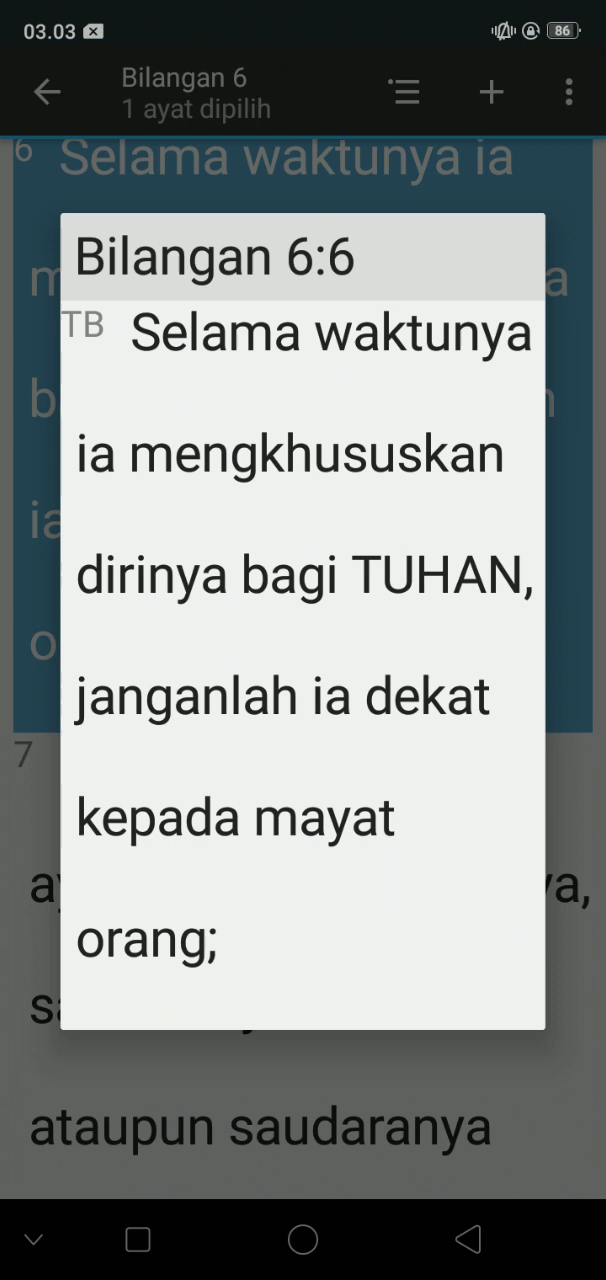 03.03
86
Bilangan 6
1 ayat dipilih
6 Selama waktunya ia
Bilangan 6:6
TB Selama waktunya
ia mengkhususkan
dirinya bagi TUHAN,
janganlah ia dekat
kepada mayat
orang;
7
ataupun saudaranya